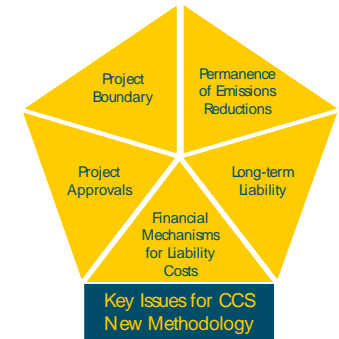 Project
Boundary
Permanence
of Emissions
Reductions
Project
Approvals
Long-term
Liability
Financial
Mechanisms
for Liability
Costs
Key Issues for CCS
New Methodology